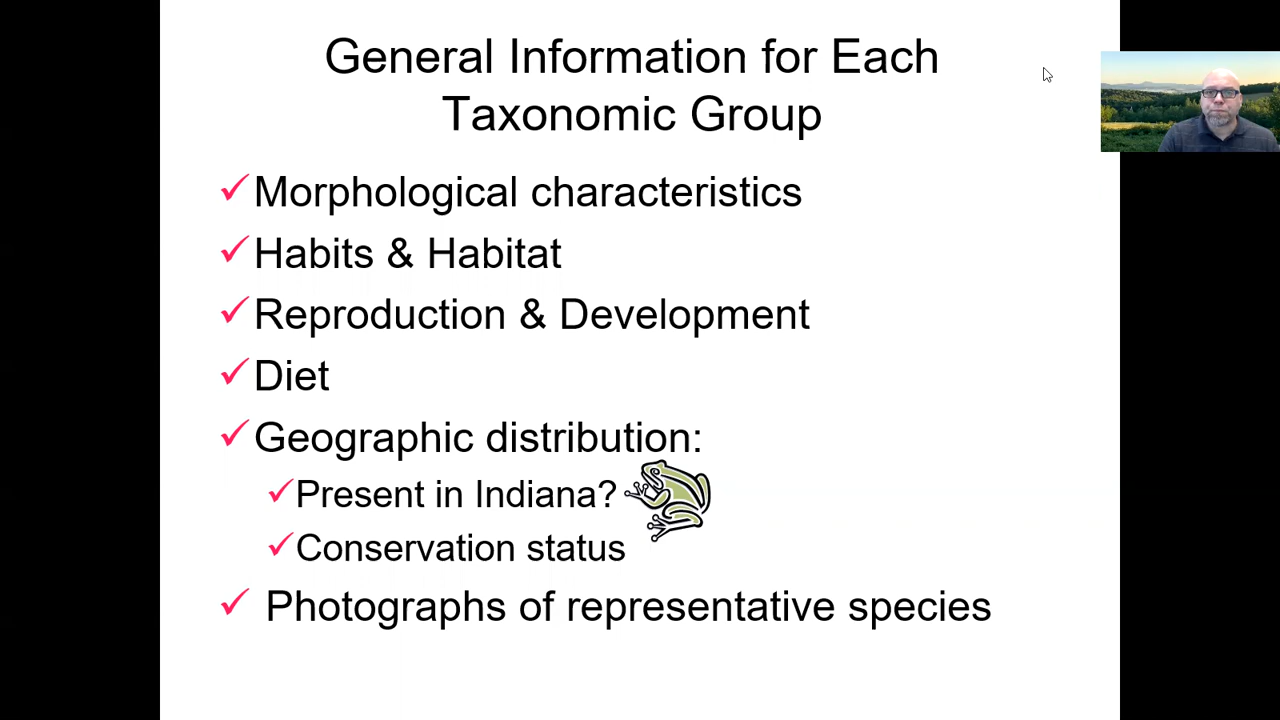 General Information for Each
Taxonomic Group
Morphological characteristics
Habits & Habitat
Reproduction & Development
Diet
Geographic distribution:
Present in Indiana?
Conservation status
Photographs of representative species